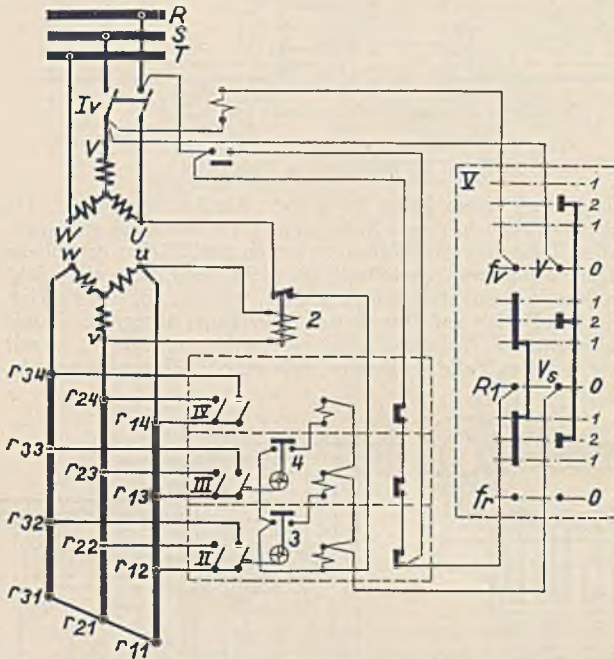 R
S
T
Iv
V
V
1
2
1
W U
w u
fv V 0
v
2
1
2
1
r34
r24
r14
IV
R1 Vs 0
r33
r23
r13
III
4
1
2
1
r32
r22
r12
II
3
fr 0
r31
r21
r11